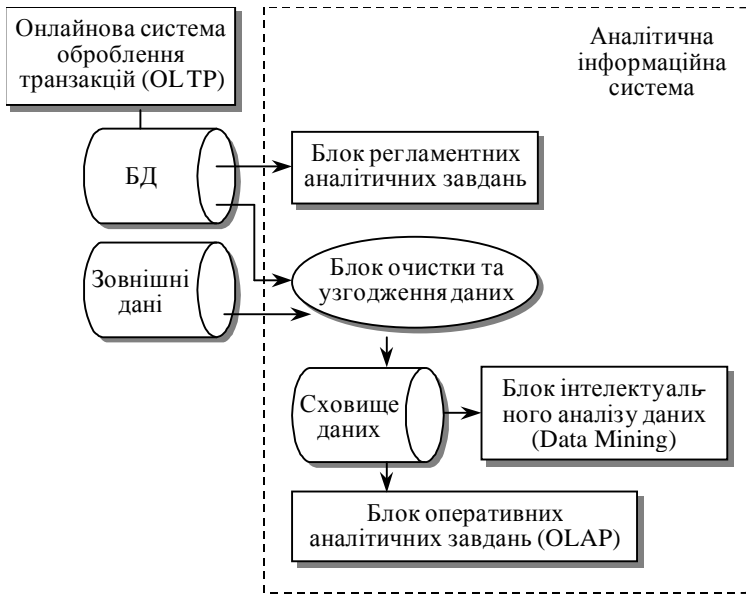 Онлайнова система
оброблення
транзакцій (OLTP)
Аналітична
інформаційна
система
БД
Блок регламентних
аналітичних завдань
Зовнішні
дані
Блок очистки та
узгодження даних
Сховище
даних
Блок інтелектуаль-
ного аналізу даних
(Data Mining)
Блок оперативних
аналітичних завдань (OLAP)